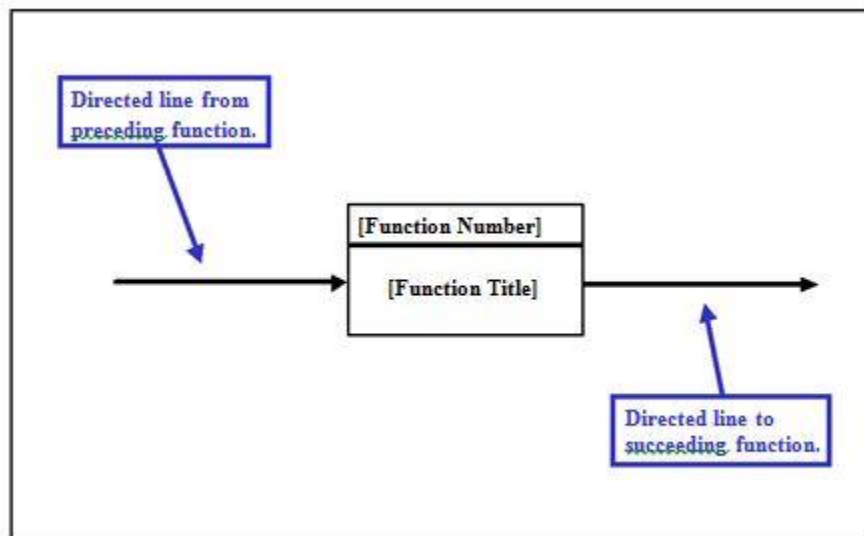 Directed line from
preceding function.
[Function Number]
[Function Title]
Directed line to
succeeding function.